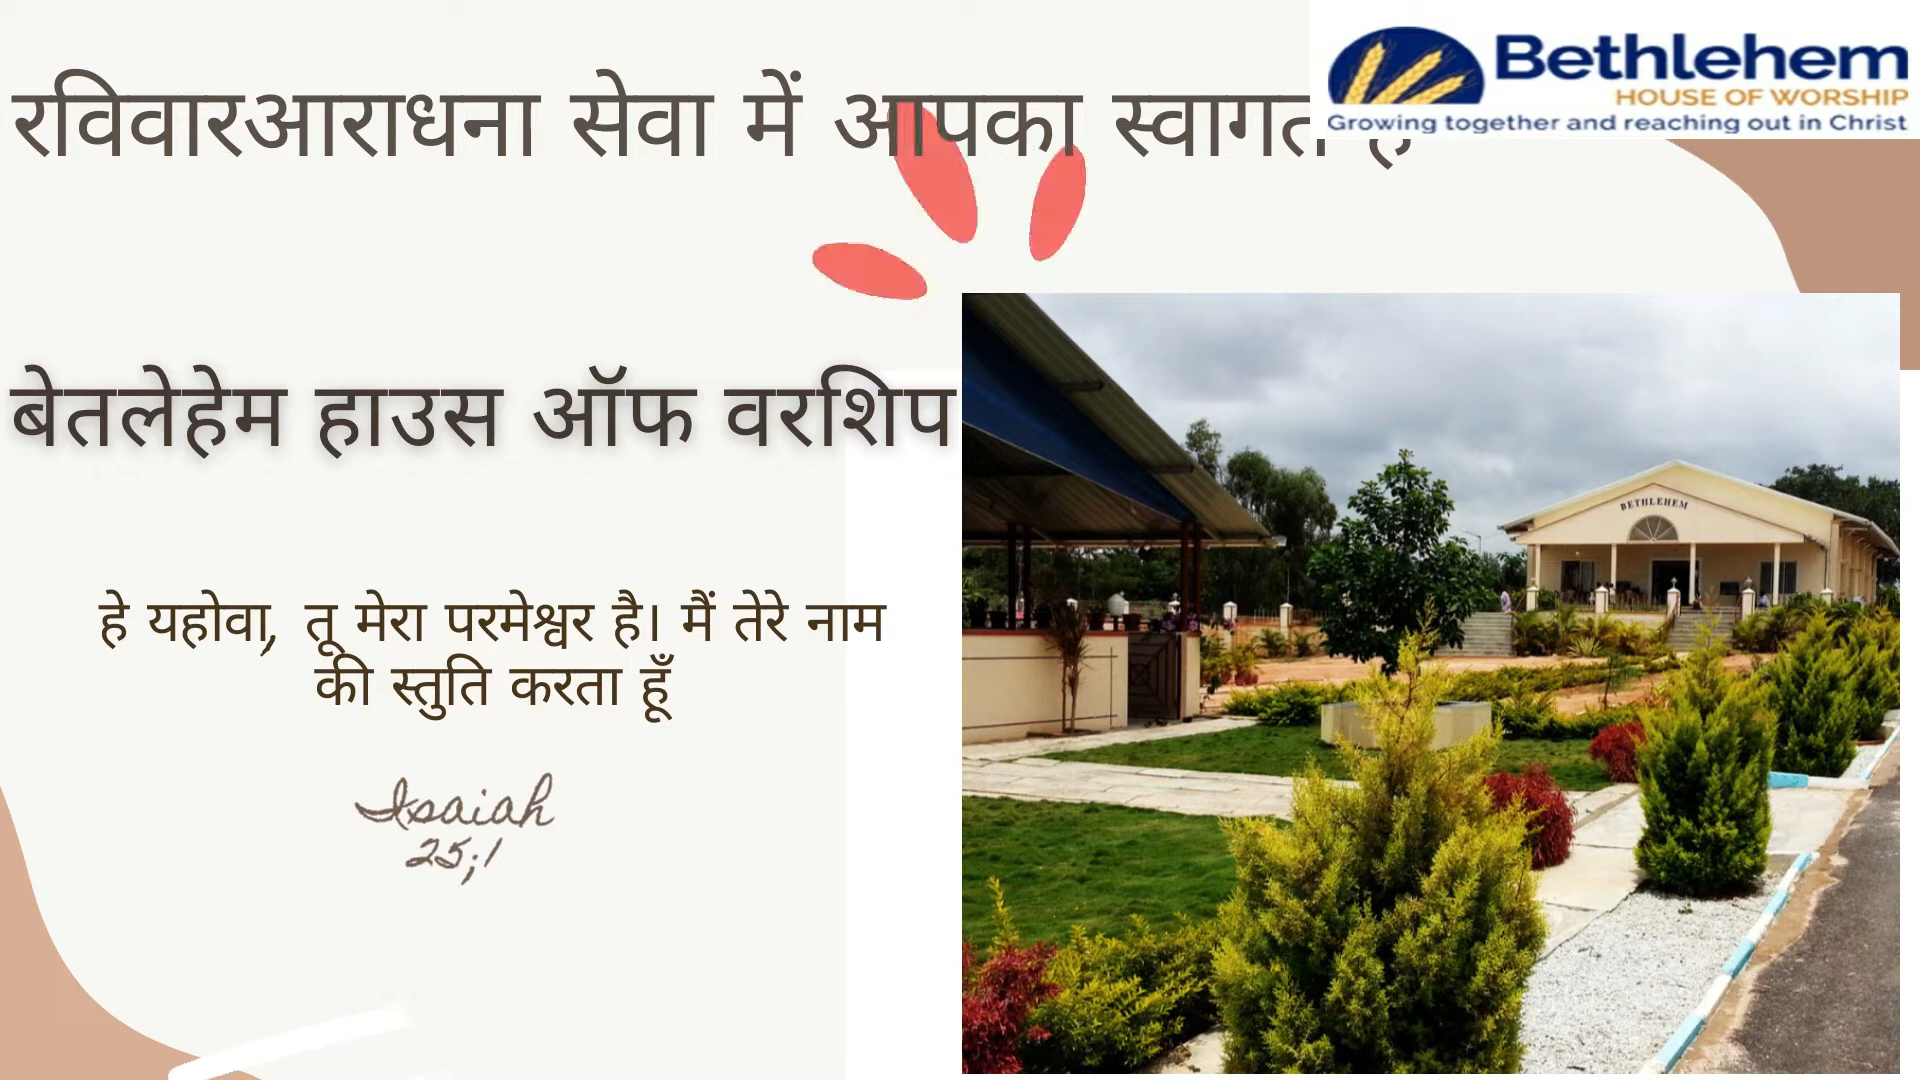 रविवारआराधना सेवा में आपका स्वागत है
Bethlehem
HOUSE OF WORSHIP
Growing together and reaching out in Christ
बेतलेहेम हाउस ऑफ वरशिप
BETHLEHEM
हे यहोवा, तू मेरा परमेश्वर है। मैं तेरे नाम
की स्तुति करता हूँ
Isaiah
25;1